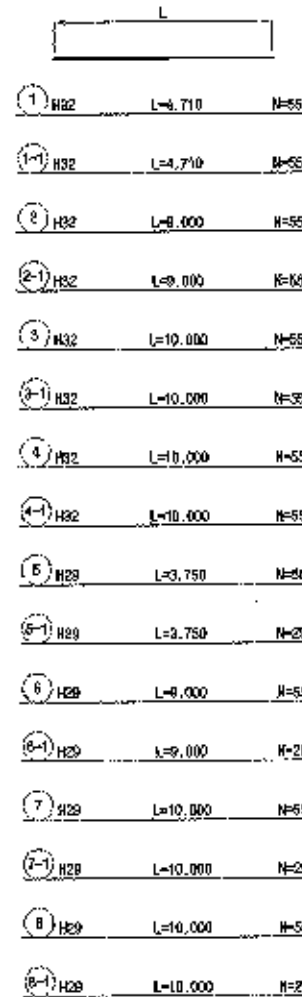 L
1 H32 L=4.710 N=55
1-1 H32 L=4.710 N=55
2 H32 L=9.000 N=55
2-1 H32 L=9.000
3 H32 L=10.000 N=55
3-1 H32 L=10.000
4 H32 L=10.000 N=55
4-1 H32 L=10.000 N=55
5 H29 L=3.750
5-1 H29 L=3.750
6 H29 L=9.000
6-1 H29 L=9.000
7 H29 L=10.000
7-1 H29 L=10.000
8 H29 L=10.000
8-1 H29 L=10.000